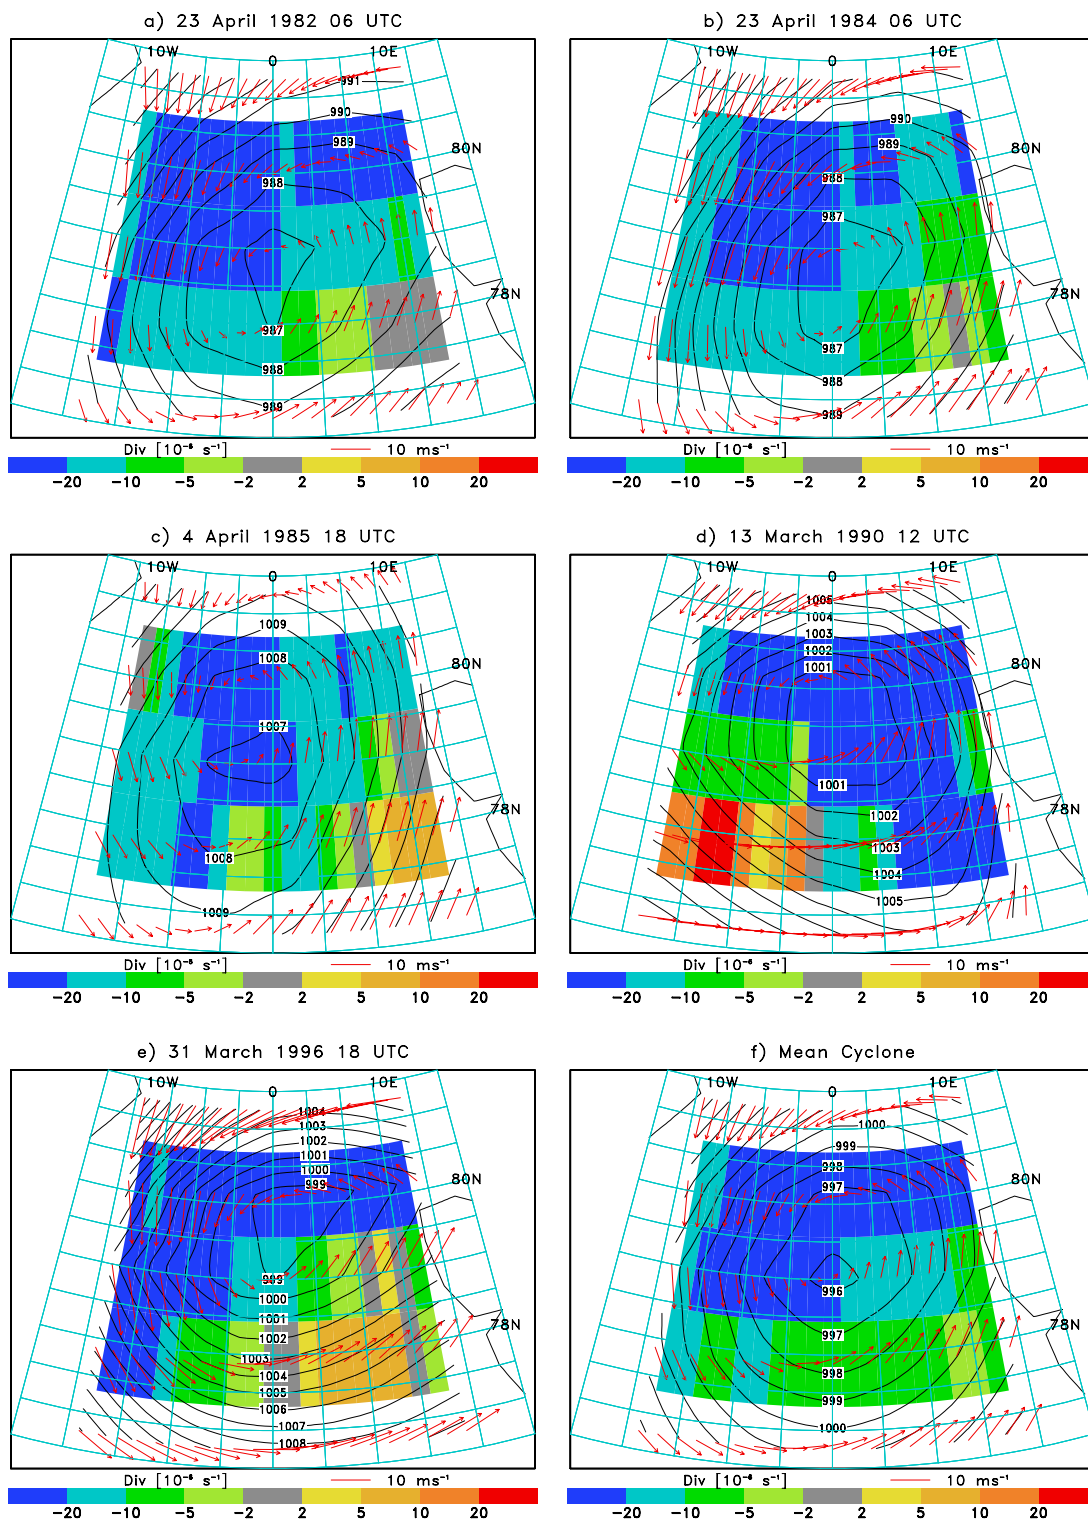 a) 23 April 1982 06 UTC
b) 23 April 1984 06 UTC
10W 0 10E
10W 0 10E
991
990
989
988
987
988
989
80N
78N
990
989
988
987
987
988
989
80N
78N
Div [10⁻⁶ s⁻¹] 10 ms⁻¹
-20 -10 -5 -2 2 5 10 20
Div [10⁻⁶ s⁻¹] 10 ms⁻¹
-20 -10 -5 -2 2 5 10 20
c) 4 April 1985 18 UTC
d) 13 March 1990 12 UTC
10W 0 10E
10W 0 10E
1009
1008
1007
1008
1009
80N
78N
1005
1004
1003
1002
1001
1001
1002
1003
1004
1005
80N
78N
Div [10⁻⁶ s⁻¹] 10 ms⁻¹
-20 -10 -5 -2 2 5 10 20
Div [10⁻⁶ s⁻¹] 10 ms⁻¹
-20 -10 -5 -2 2 5 10 20
e) 31 March 1996 18 UTC
f) Mean Cyclone
10W 0 10E
10W 0 10E
1004
1003
1002
1001
1000
999
999
1000
1001
1002
1003
1004
1005
1006
1007
1008
80N
78N
1000
999
998
997
996
997
998
999
1000
80N
78N
Div [10⁻⁶ s⁻¹] 10 ms⁻¹
-20 -10 -5 -2 2 5 10 20
Div [10⁻⁶ s⁻¹] 10 ms⁻¹
-20 -10 -5 -2 2 5 10 20